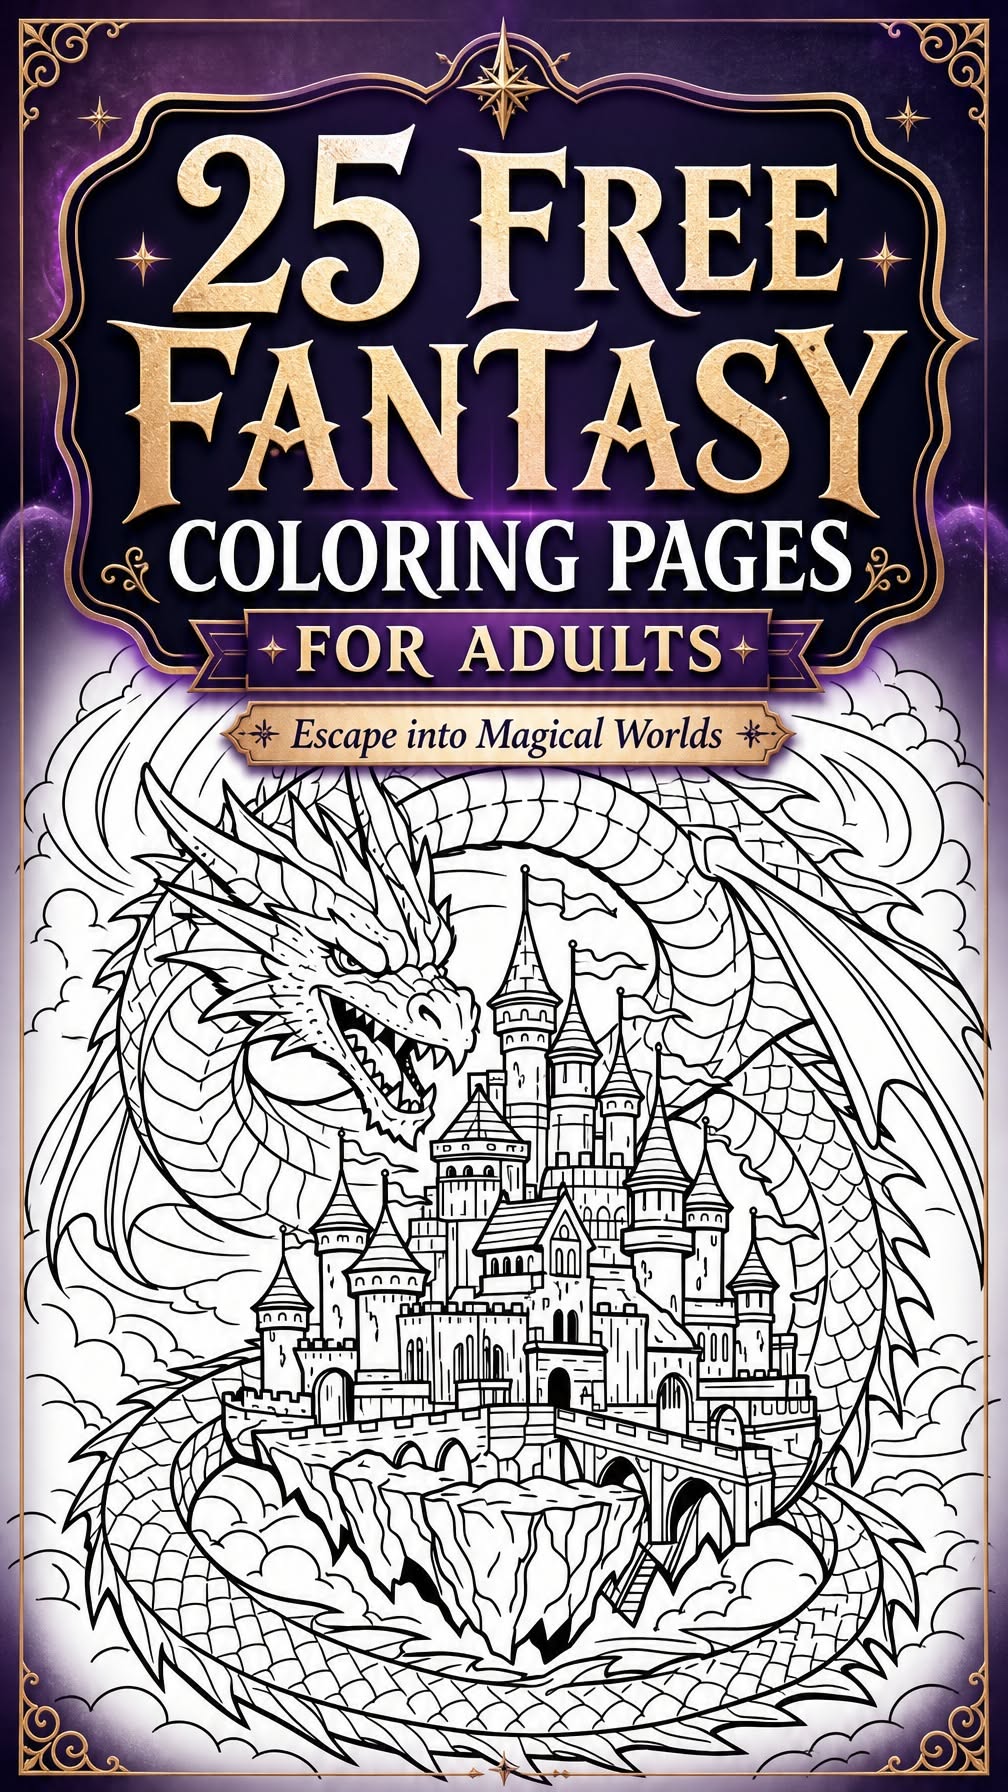 25 FREE
FANTASY
COLORING PAGES
FOR ADULTS
Escape into Magical Worlds